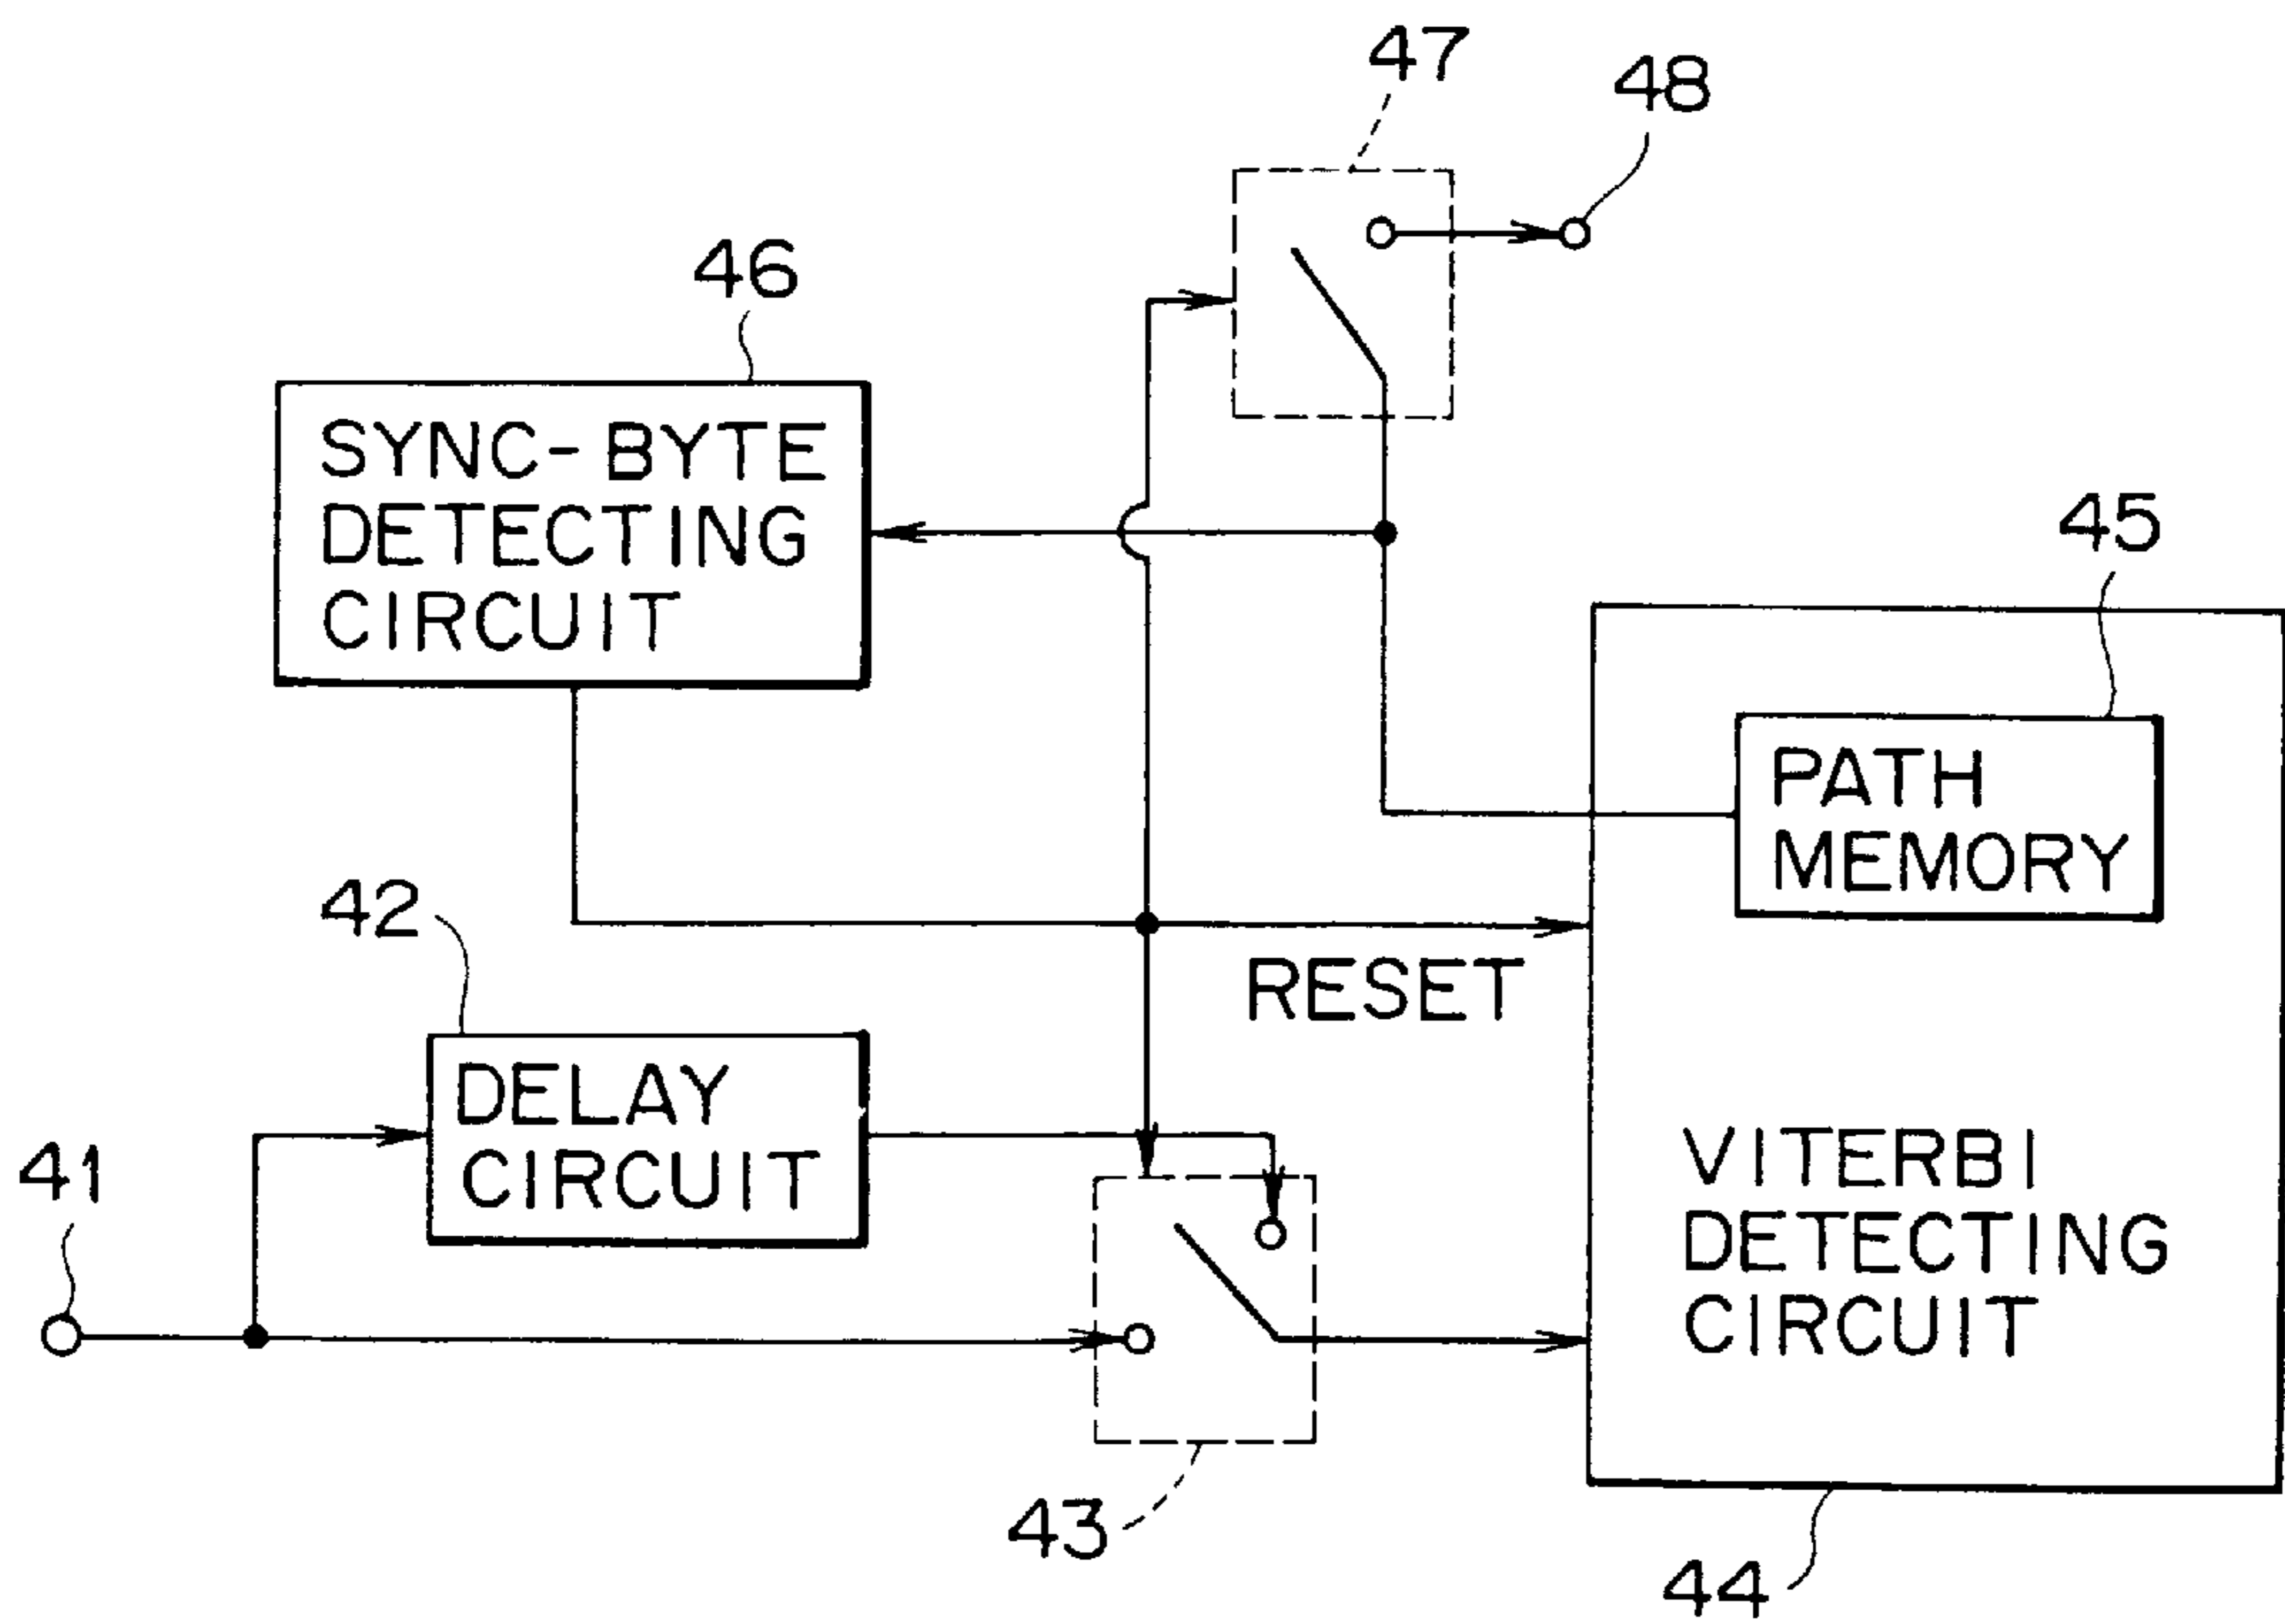 47
48
46
SYNC-BYTE
DETECTING
CIRCUIT
45
PATH
MEMORY
42
RESET
DELAY
CIRCUIT
41
VITERBI
DETECTING
CIRCUIT
43
44